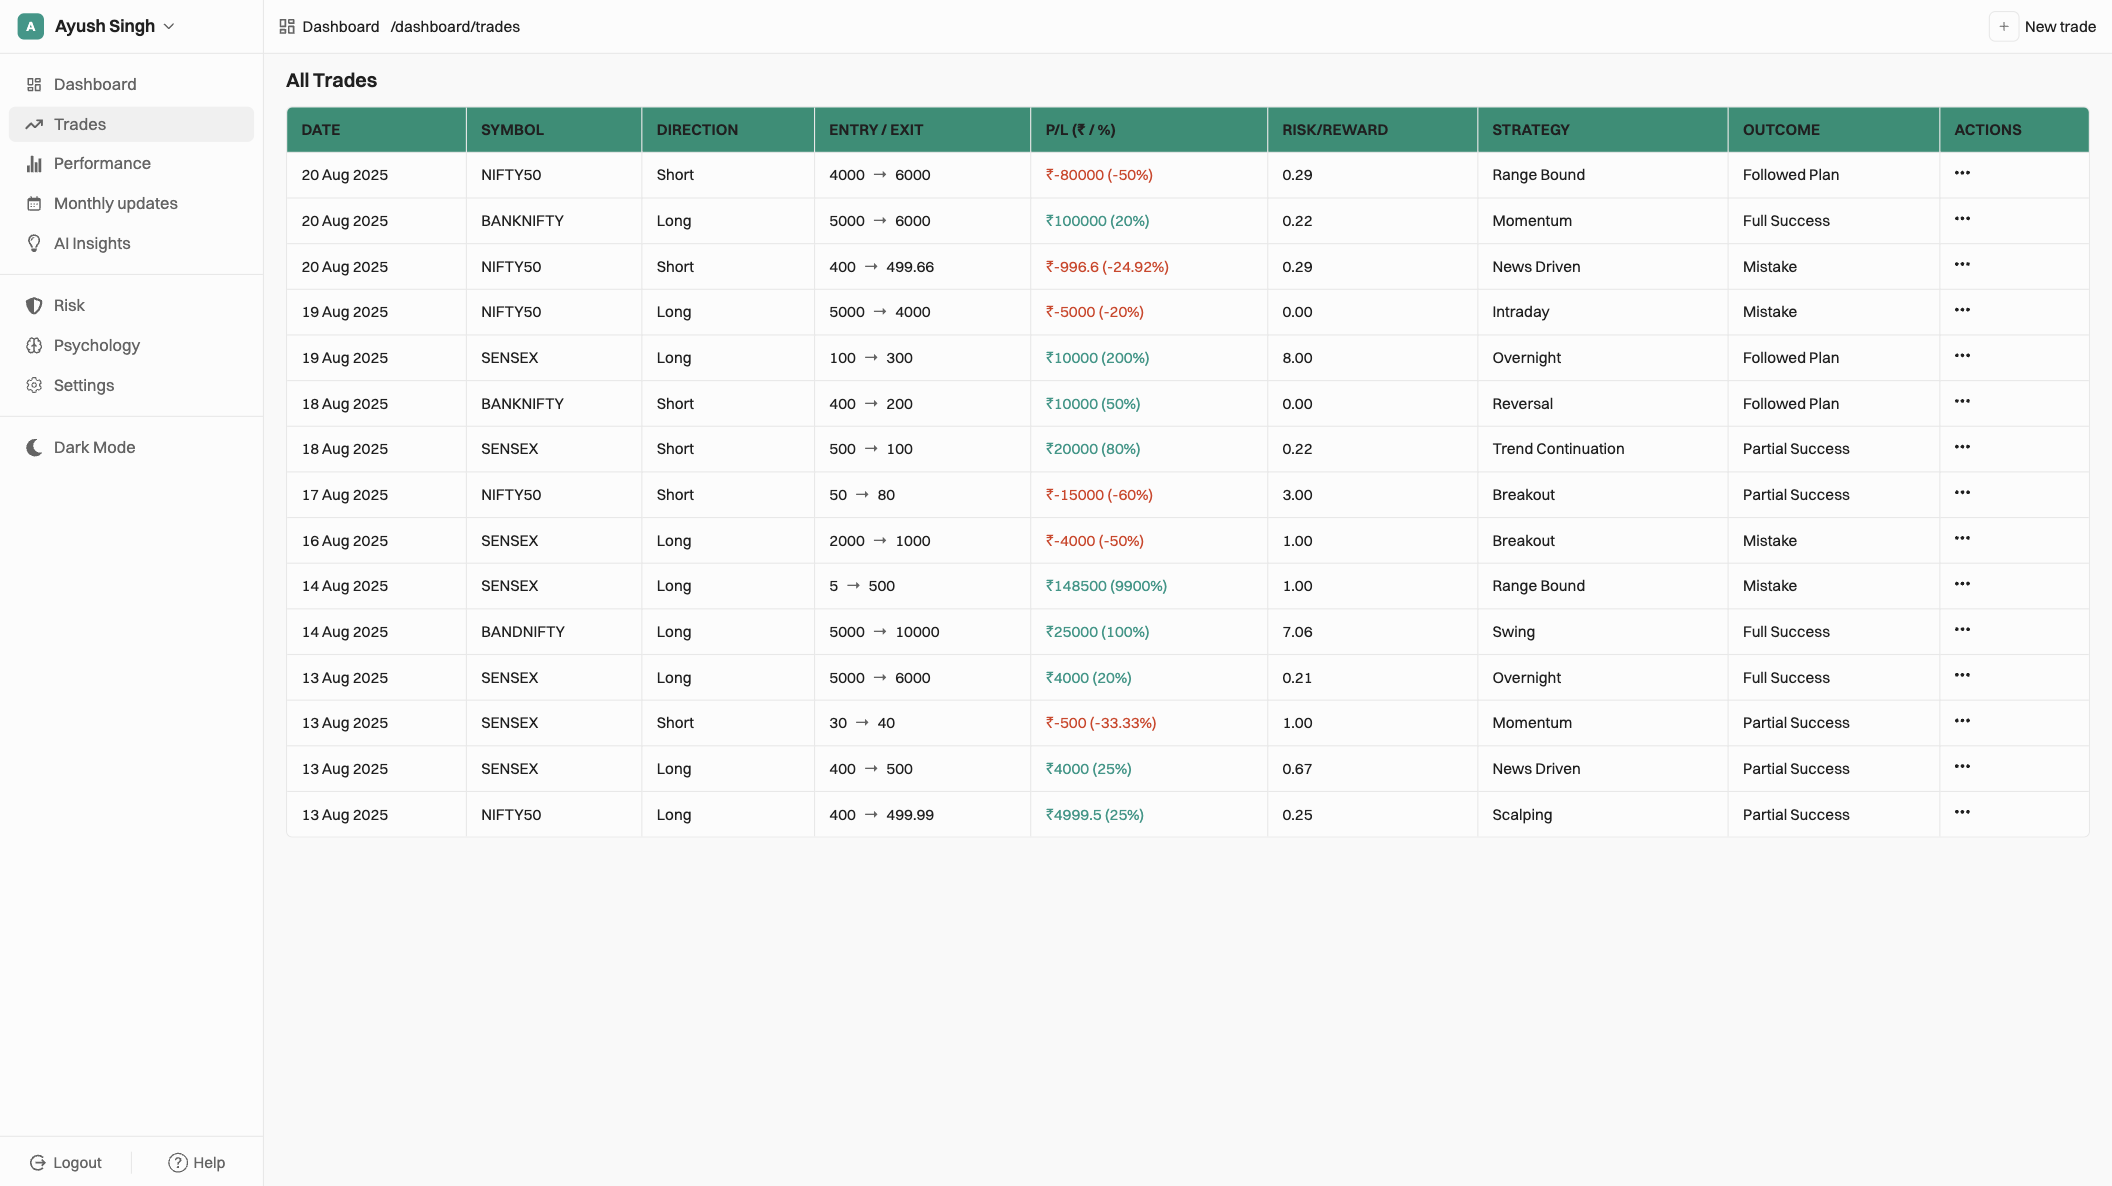 A Ayush Singh
Dashboard
Trades
Performance
Monthly updates
AI Insights
Risk
Psychology
Settings
Dark Mode
Logout
Help
Dashboard /dashboard/trades
+ New trade
All Trades
DATE SYMBOL DIRECTION ENTRY / EXIT P/L (₹ / %) RISK/REWARD STRATEGY OUTCOME ACTIONS
20 Aug 2025 NIFTY50 Short 4000 → 6000 ₹-80000 (-50%) 0.29 Range Bound Followed Plan •••
20 Aug 2025 BANKNIFTY Long 5000 → 6000 ₹100000 (20%) 0.22 Momentum Full Success •••
20 Aug 2025 NIFTY50 Short 400 → 499.66 ₹-996.6 (-24.92%) 0.29 News Driven Mistake •••
19 Aug 2025 NIFTY50 Long 5000 → 4000 ₹-5000 (-20%) 0.00 Intraday Mistake •••
19 Aug 2025 SENSEX Long 100 → 300 ₹10000 (200%) 8.00 Overnight Followed Plan •••
18 Aug 2025 BANKNIFTY Short 400 → 200 ₹10000 (50%) 0.00 Reversal Followed Plan •••
18 Aug 2025 SENSEX Short 500 → 100 ₹20000 (80%) 0.22 Trend Continuation Partial Success •••
17 Aug 2025 NIFTY50 Short 50 → 80 ₹-15000 (-60%) 3.00 Breakout Partial Success •••
16 Aug 2025 SENSEX Long 2000 → 1000 ₹-4000 (-50%) 1.00 Breakout Mistake •••
14 Aug 2025 SENSEX Long 5 → 500 ₹148500 (9900%) 1.00 Range Bound Mistake •••
14 Aug 2025 BANDNIFTY Long 5000 → 10000 ₹25000 (100%) 7.06 Swing Full Success •••
13 Aug 2025 SENSEX Long 5000 → 6000 ₹4000 (20%) 0.21 Overnight Full Success •••
13 Aug 2025 SENSEX Short 30 → 40 ₹-500 (-33.33%) 1.00 Momentum Partial Success •••
13 Aug 2025 SENSEX Long 400 → 500 ₹4000 (25%) 0.67 News Driven Partial Success •••
13 Aug 2025 NIFTY50 Long 400 → 499.99 ₹4999.5 (25%) 0.25 Scalping Partial Success •••